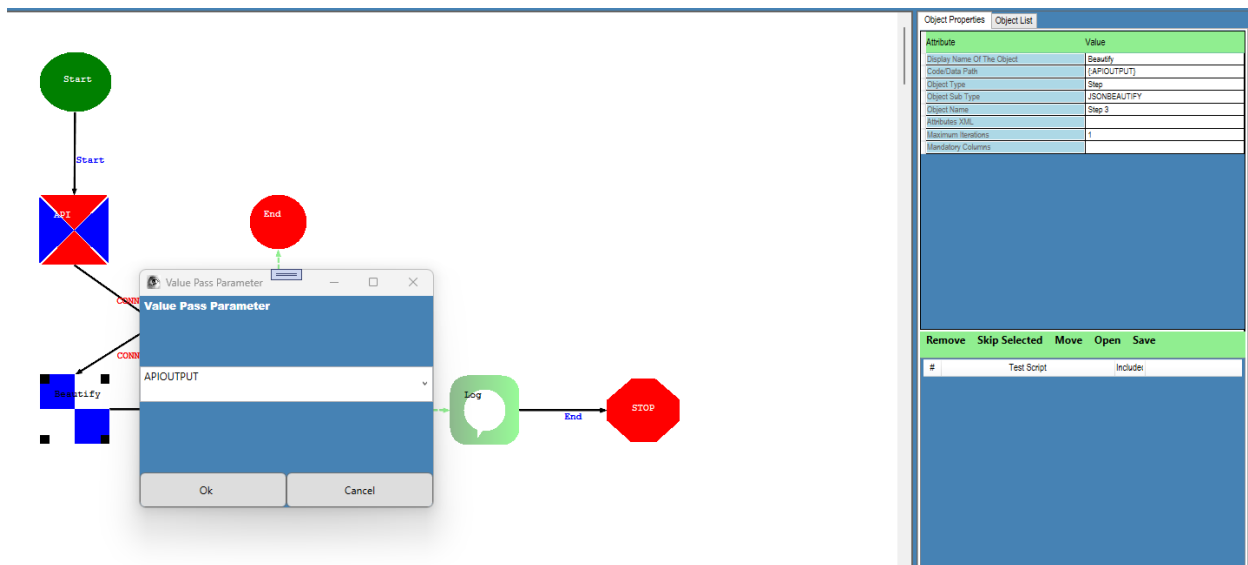 Object Properties
Object List
Attribute Value
Display Name Of The Object Beautify
Code/Data Path {:APIOUTPUT}
Object Type Step
Object Sub Type JSONBEAUTIFY
Object Name Step 3
Attributes XML
Maximum Iterations 1
Mandatory Columns
Remove Skip Selected Move Open Save
# Test Script Include
Start
Start
API
End
CONN
CONN
Beautify
Value Pass Parameter
Value Pass Parameter
APIOUTPUT
Ok Cancel
Log
End
STOP